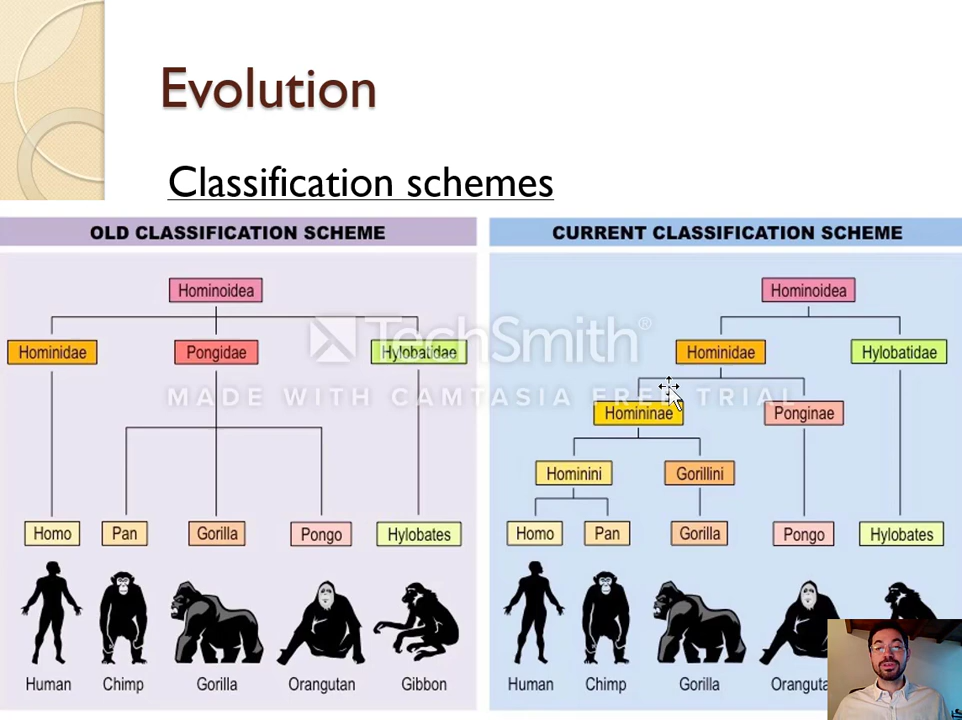 Evolution
Classification schemes
OLD CLASSIFICATION SCHEME
Hominoidea
Hominidae Pongidae Hylobatidae
Homo Pan Gorilla Pongo Hylobates
Human Chimp Gorilla Orangutan Gibbon
CURRENT CLASSIFICATION SCHEME
Hominoidea
Hominidae Hylobatidae
Homininae Ponginae
Hominini Gorillini
Homo Pan Gorilla Pongo Hylobates
Human Chimp Gorilla Oranguta
TechSmith®
MADE WITH CAMTASIA FREE TRIAL